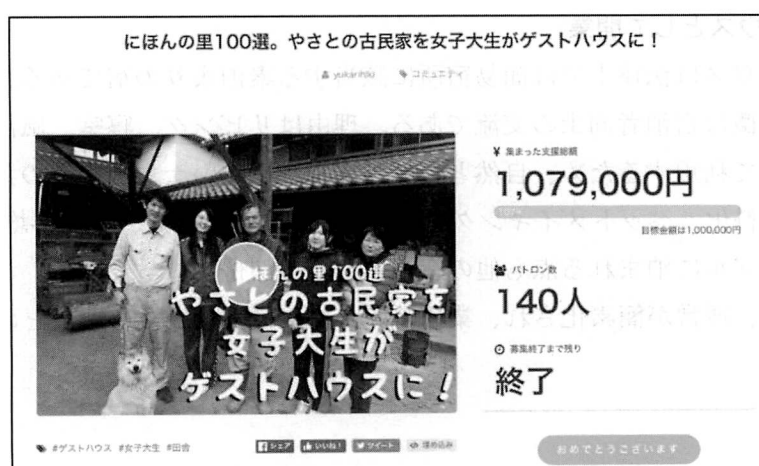 にほんの里100選。やさとの古民家を女子大生がゲストハウスに！
コミュニティ
にほんの里100選
やさとの古民家を
女子大生が
ゲストハウスに！
¥ 集まった支援総額
1,079,000円
107%
目標金額は1,000,000円
パトロン数
140人
募集終了まで残り
終了
#ゲストハウス #女子大生 #田舎
シェア いいね！ ツイート 埋め込み
おめでとうございます